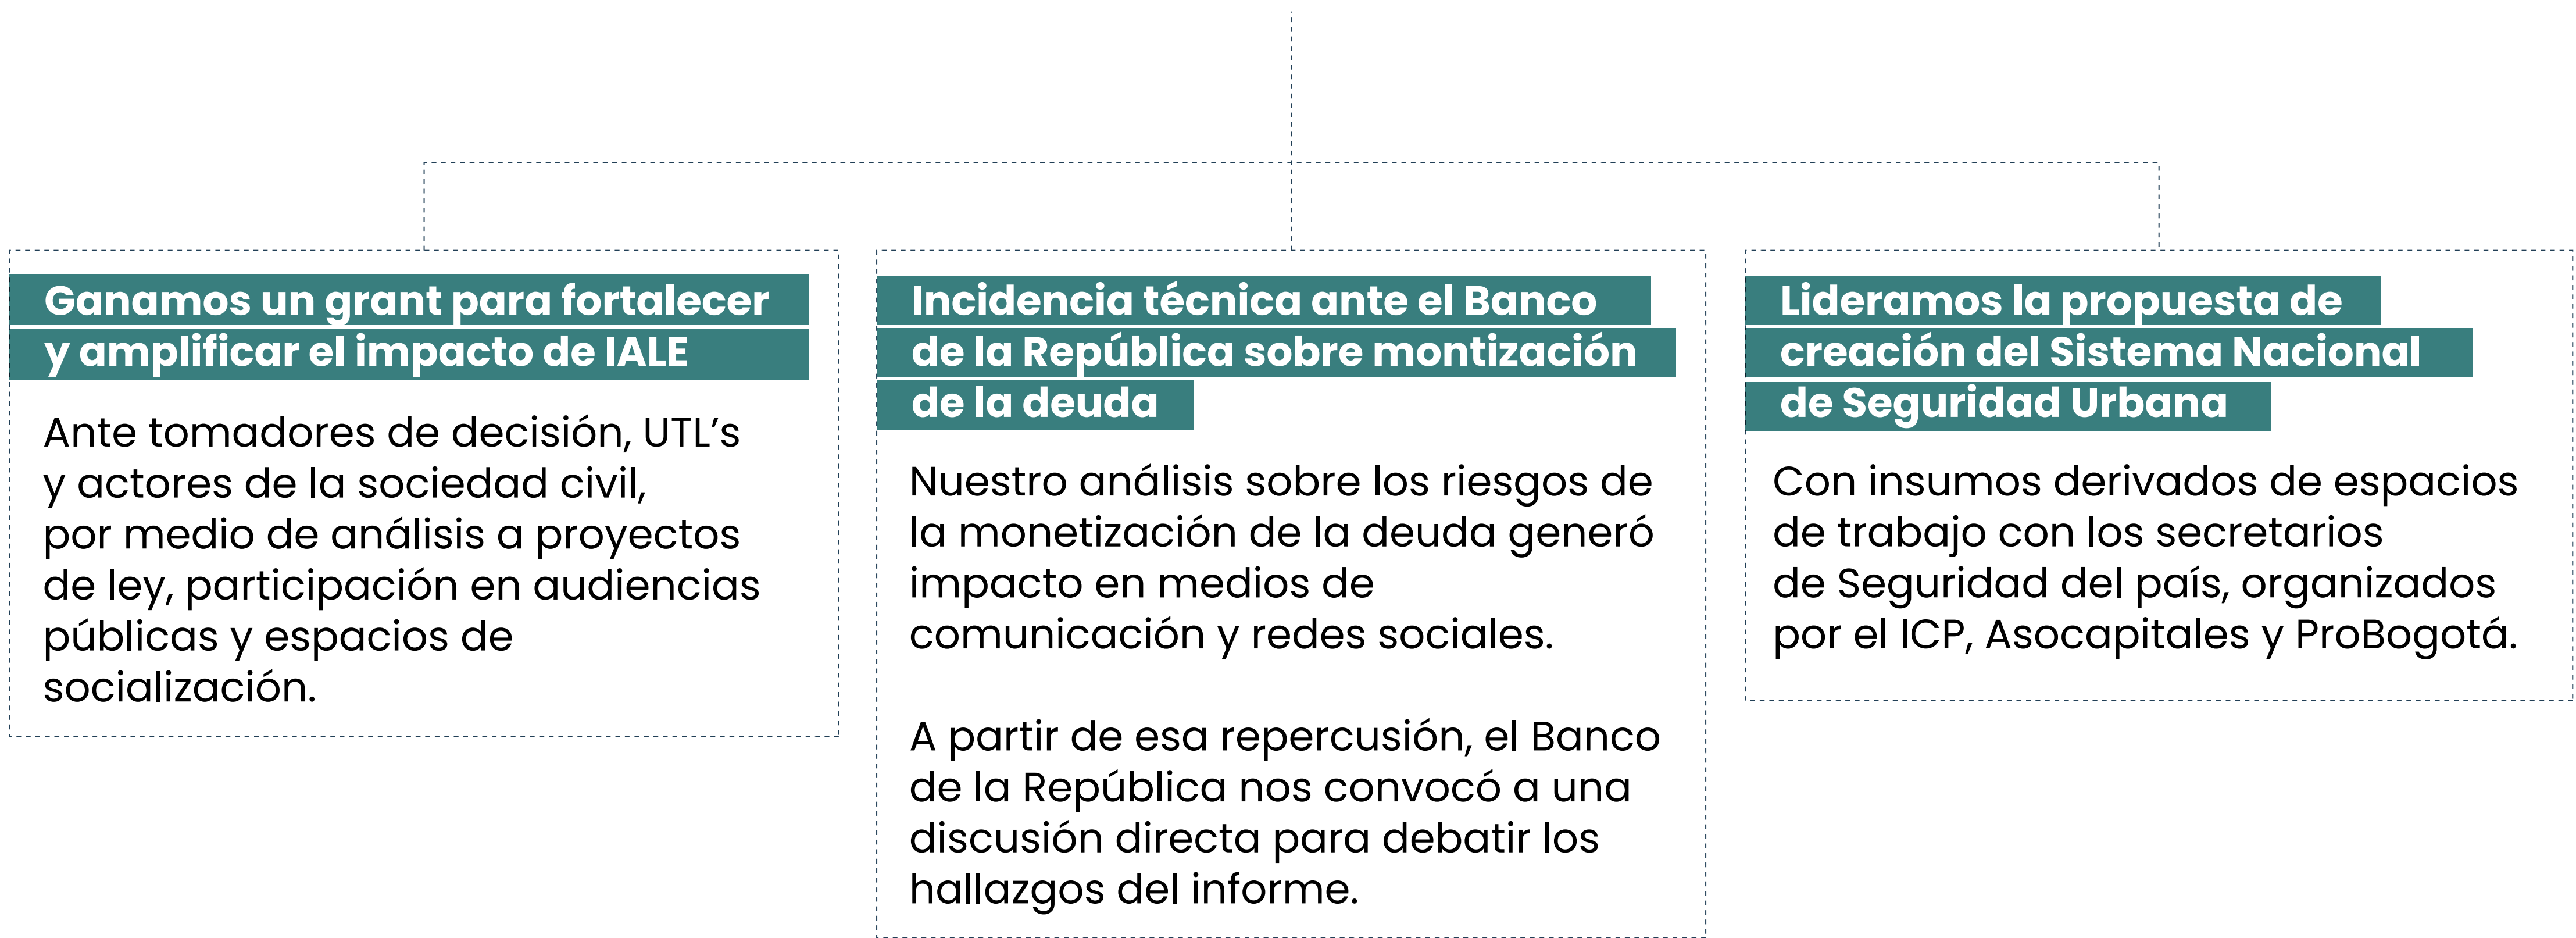 Ganamos un grant para fortalecer
y amplificar el impacto de IALE
Ante tomadores de decisión, UTL's
y actores de la sociedad civil,
por medio de análisis a proyectos
de ley, participación en audiencias
públicas y espacios de
socialización.
Incidencia técnica ante el Banco
de la República sobre montización
de la deuda
Nuestro análisis sobre los riesgos de
la monetización de la deuda generó
impacto en medios de
comunicación y redes sociales.
A partir de esa repercusión, el Banco
de la República nos convocó a una
discusión directa para debatir los
hallazgos del informe.
Lideramos la propuesta de
creación del Sistema Nacional
de Seguridad Urbana
Con insumos derivados de espacios
de trabajo con los secretarios
de Seguridad del país, organizados
por el ICP, Asocapitales y ProBogotá.